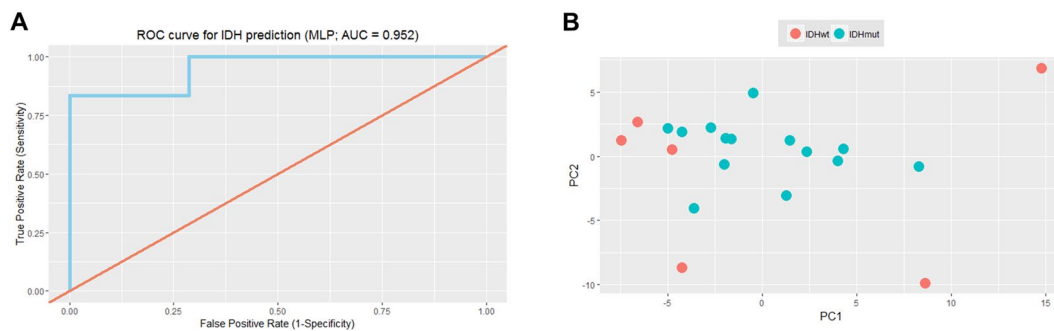 A
ROC curve for IDH prediction (MLP; AUC = 0.952)
True Positive Rate (Sensitivity)
1.00
0.75
0.50
0.25
0.00
0.00 0.25 0.50 0.75 1.00
False Positive Rate (1-Specificity)
B
IDHwt IDHmut
PC2
5
0
-5
-10
-5 0 5 10 15
PC1